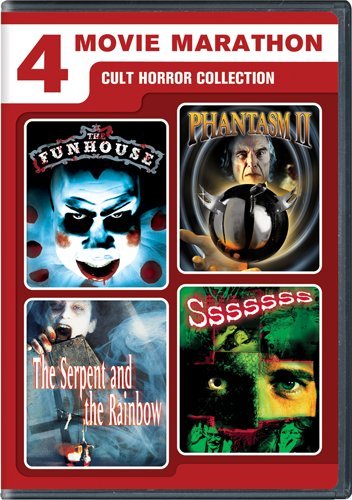 4 MOVIE MARATHON
CULT HORROR COLLECTION
THE
FUNHOUSE
PHANTASM II
The Serpent and
the Rainbow
Sssssss